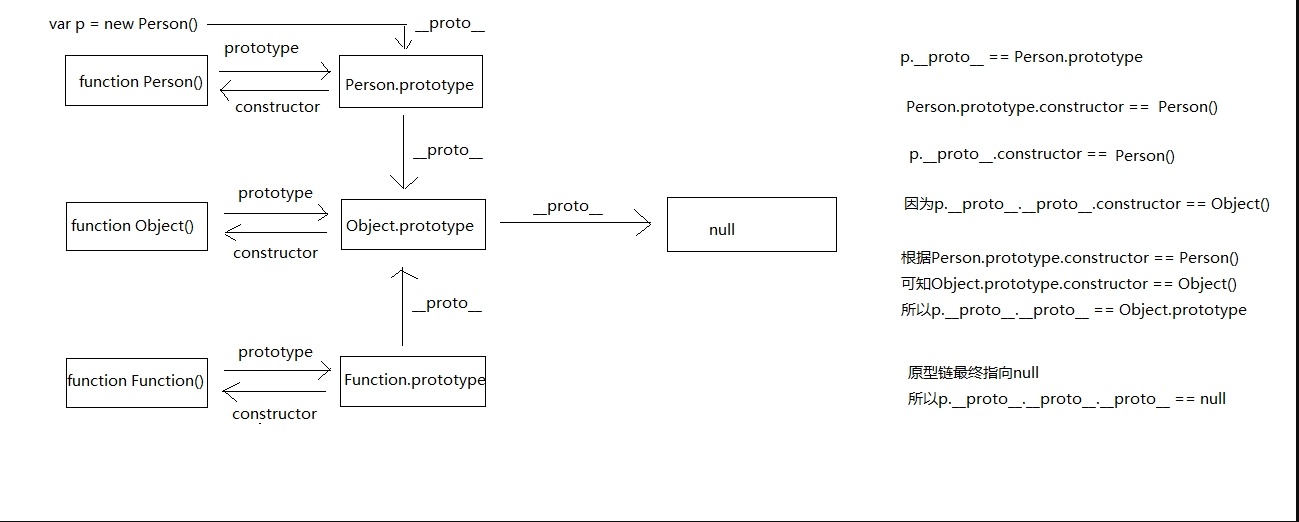 var p = new Person()
__proto__
prototype
function Person()
Person.prototype
constructor
__proto__
prototype
function Object()
Object.prototype
constructor
__proto__
null
__proto__
prototype
function Function()
Function.prototype
constructor
p.__proto__ == Person.prototype
Person.prototype.constructor == Person()
p.__proto__.constructor == Person()
因为p.__proto__.__proto__.constructor == Object()
根据Person.prototype.constructor == Person()
可知Object.prototype.constructor == Object()
所以p.__proto__.__proto__ == Object.prototype
原型链最终指向null
所以p.__proto__.__proto__.__proto__ == null